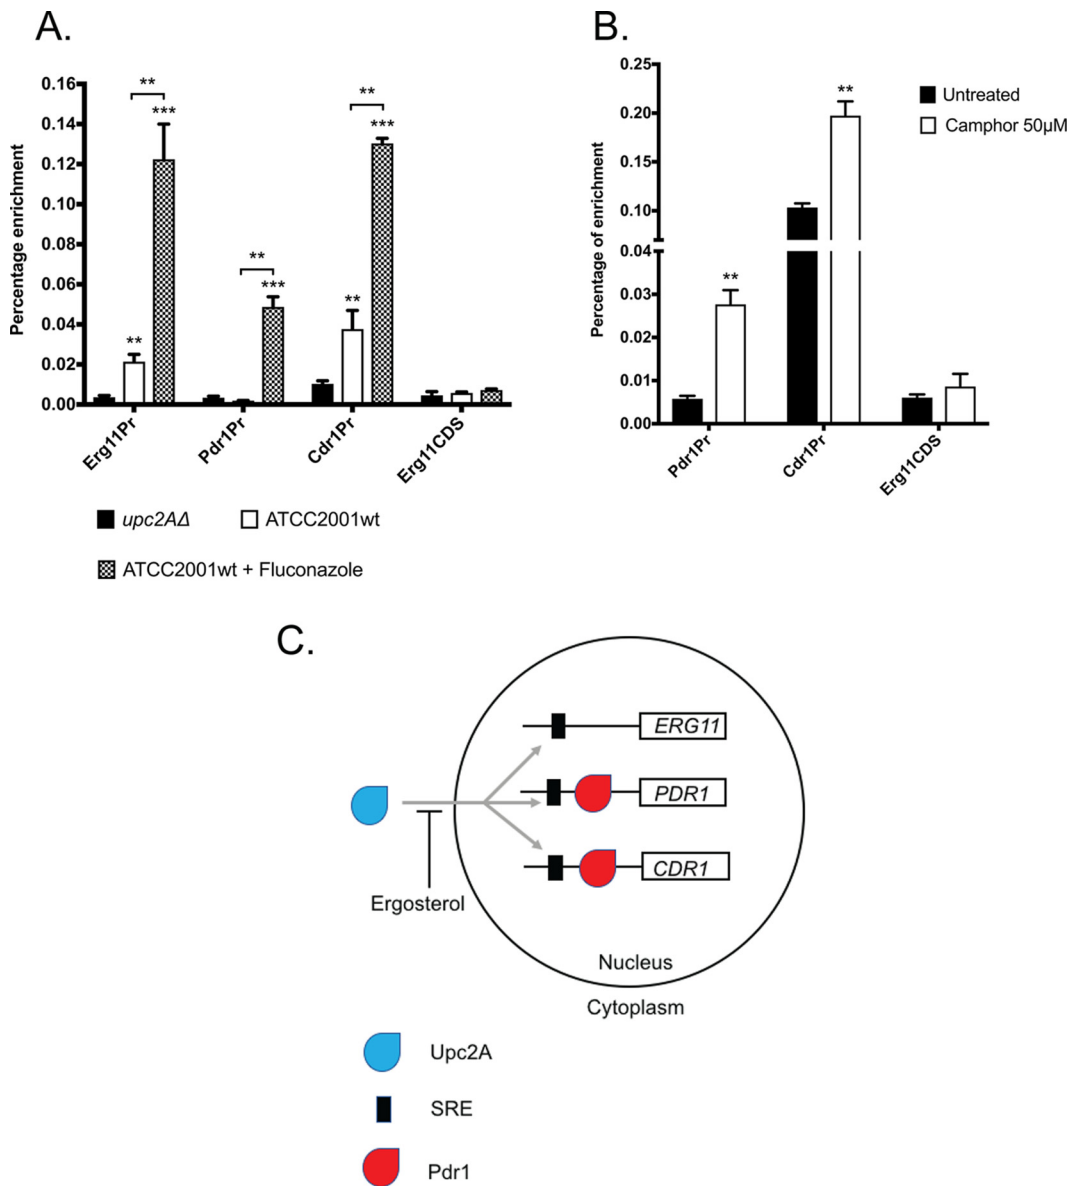 A.
Percentage enrichment
0.16
0.14
0.12
0.10
0.08
0.06
0.04
0.02
0.00
**
***
**
**
***
**
***
**
Erg11Pr
Pdr1Pr
Cdr1Pr
Erg11CDS
upc2AΔ
ATCC2001wt
ATCC2001wt + Fluconazole
B.
Percentage of enrichment
0.25
0.20
0.15
0.10
0.04
0.03
0.02
0.01
0.00
**
**
Pdr1Pr
Cdr1Pr
Erg11CDS
Untreated
Camphor 50µM
C.
ERG11
PDR1
CDR1
Ergosterol
Nucleus
Cytoplasm
Upc2A
SRE
Pdr1